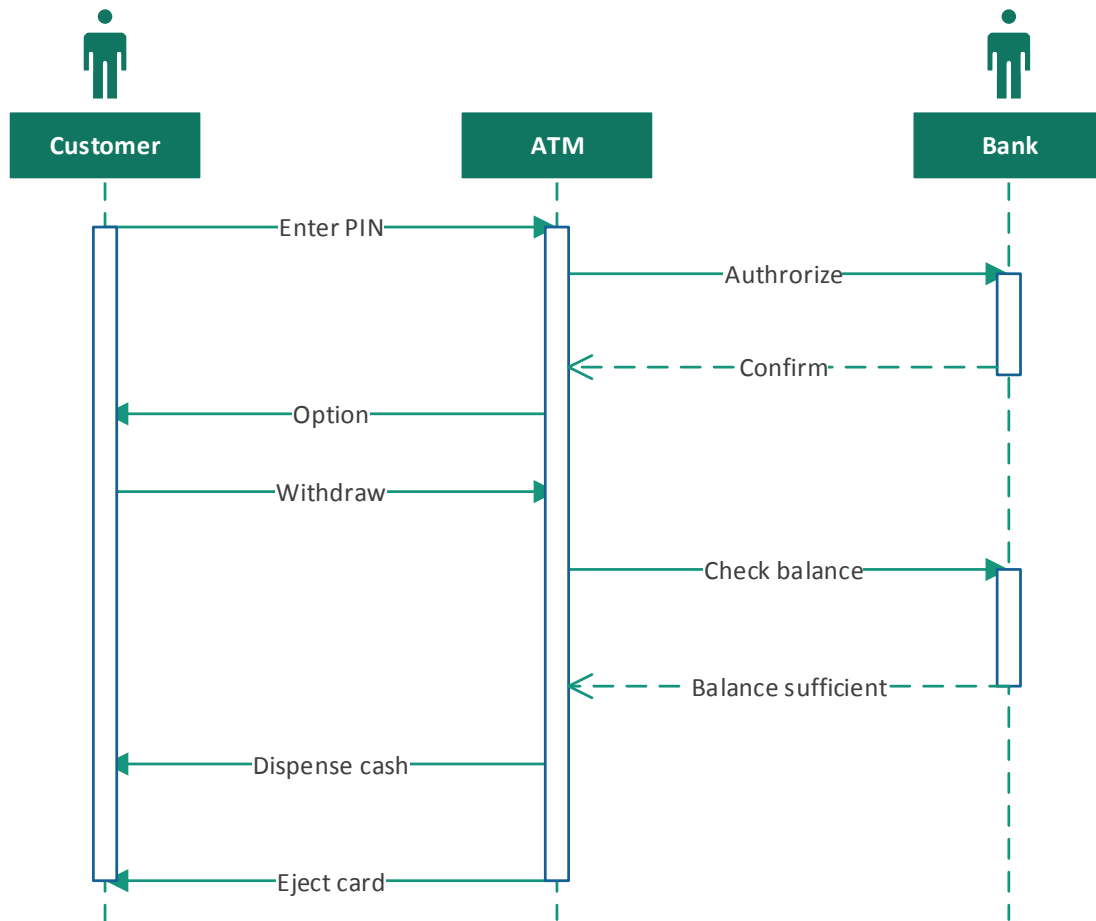 Customer
ATM
Bank
Enter PIN
Authrorize
Confirm
Option
Withdraw
Check balance
Balance sufficient
Dispense cash
Eject card